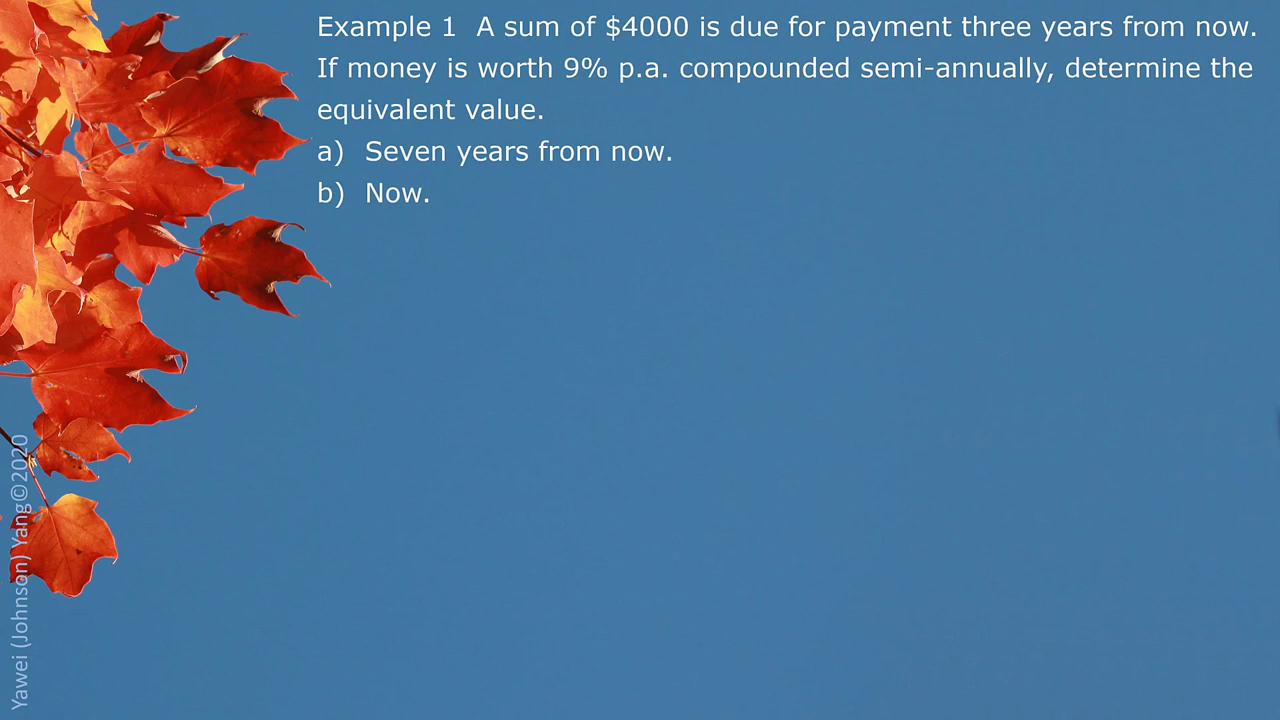 Example 1  A sum of $4000 is due for payment three years from now.
If money is worth 9% p.a. compounded semi-annually, determine the
equivalent value.
a)  Seven years from now.
b)  Now.
Yawei (Johnson) Yang©2020